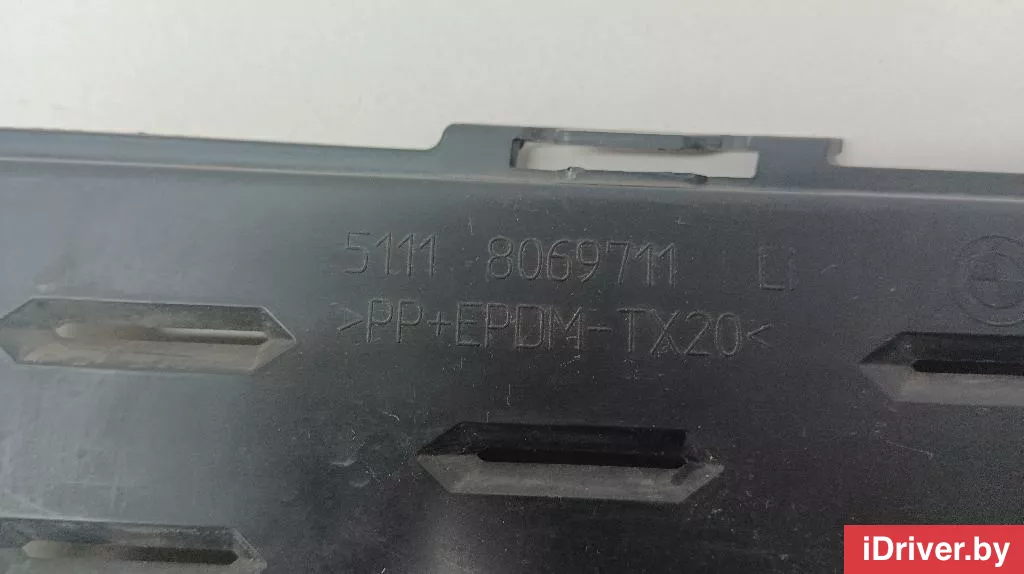 5111 8069711 LI
>PP+EPDM-TX20<
iDriver.by